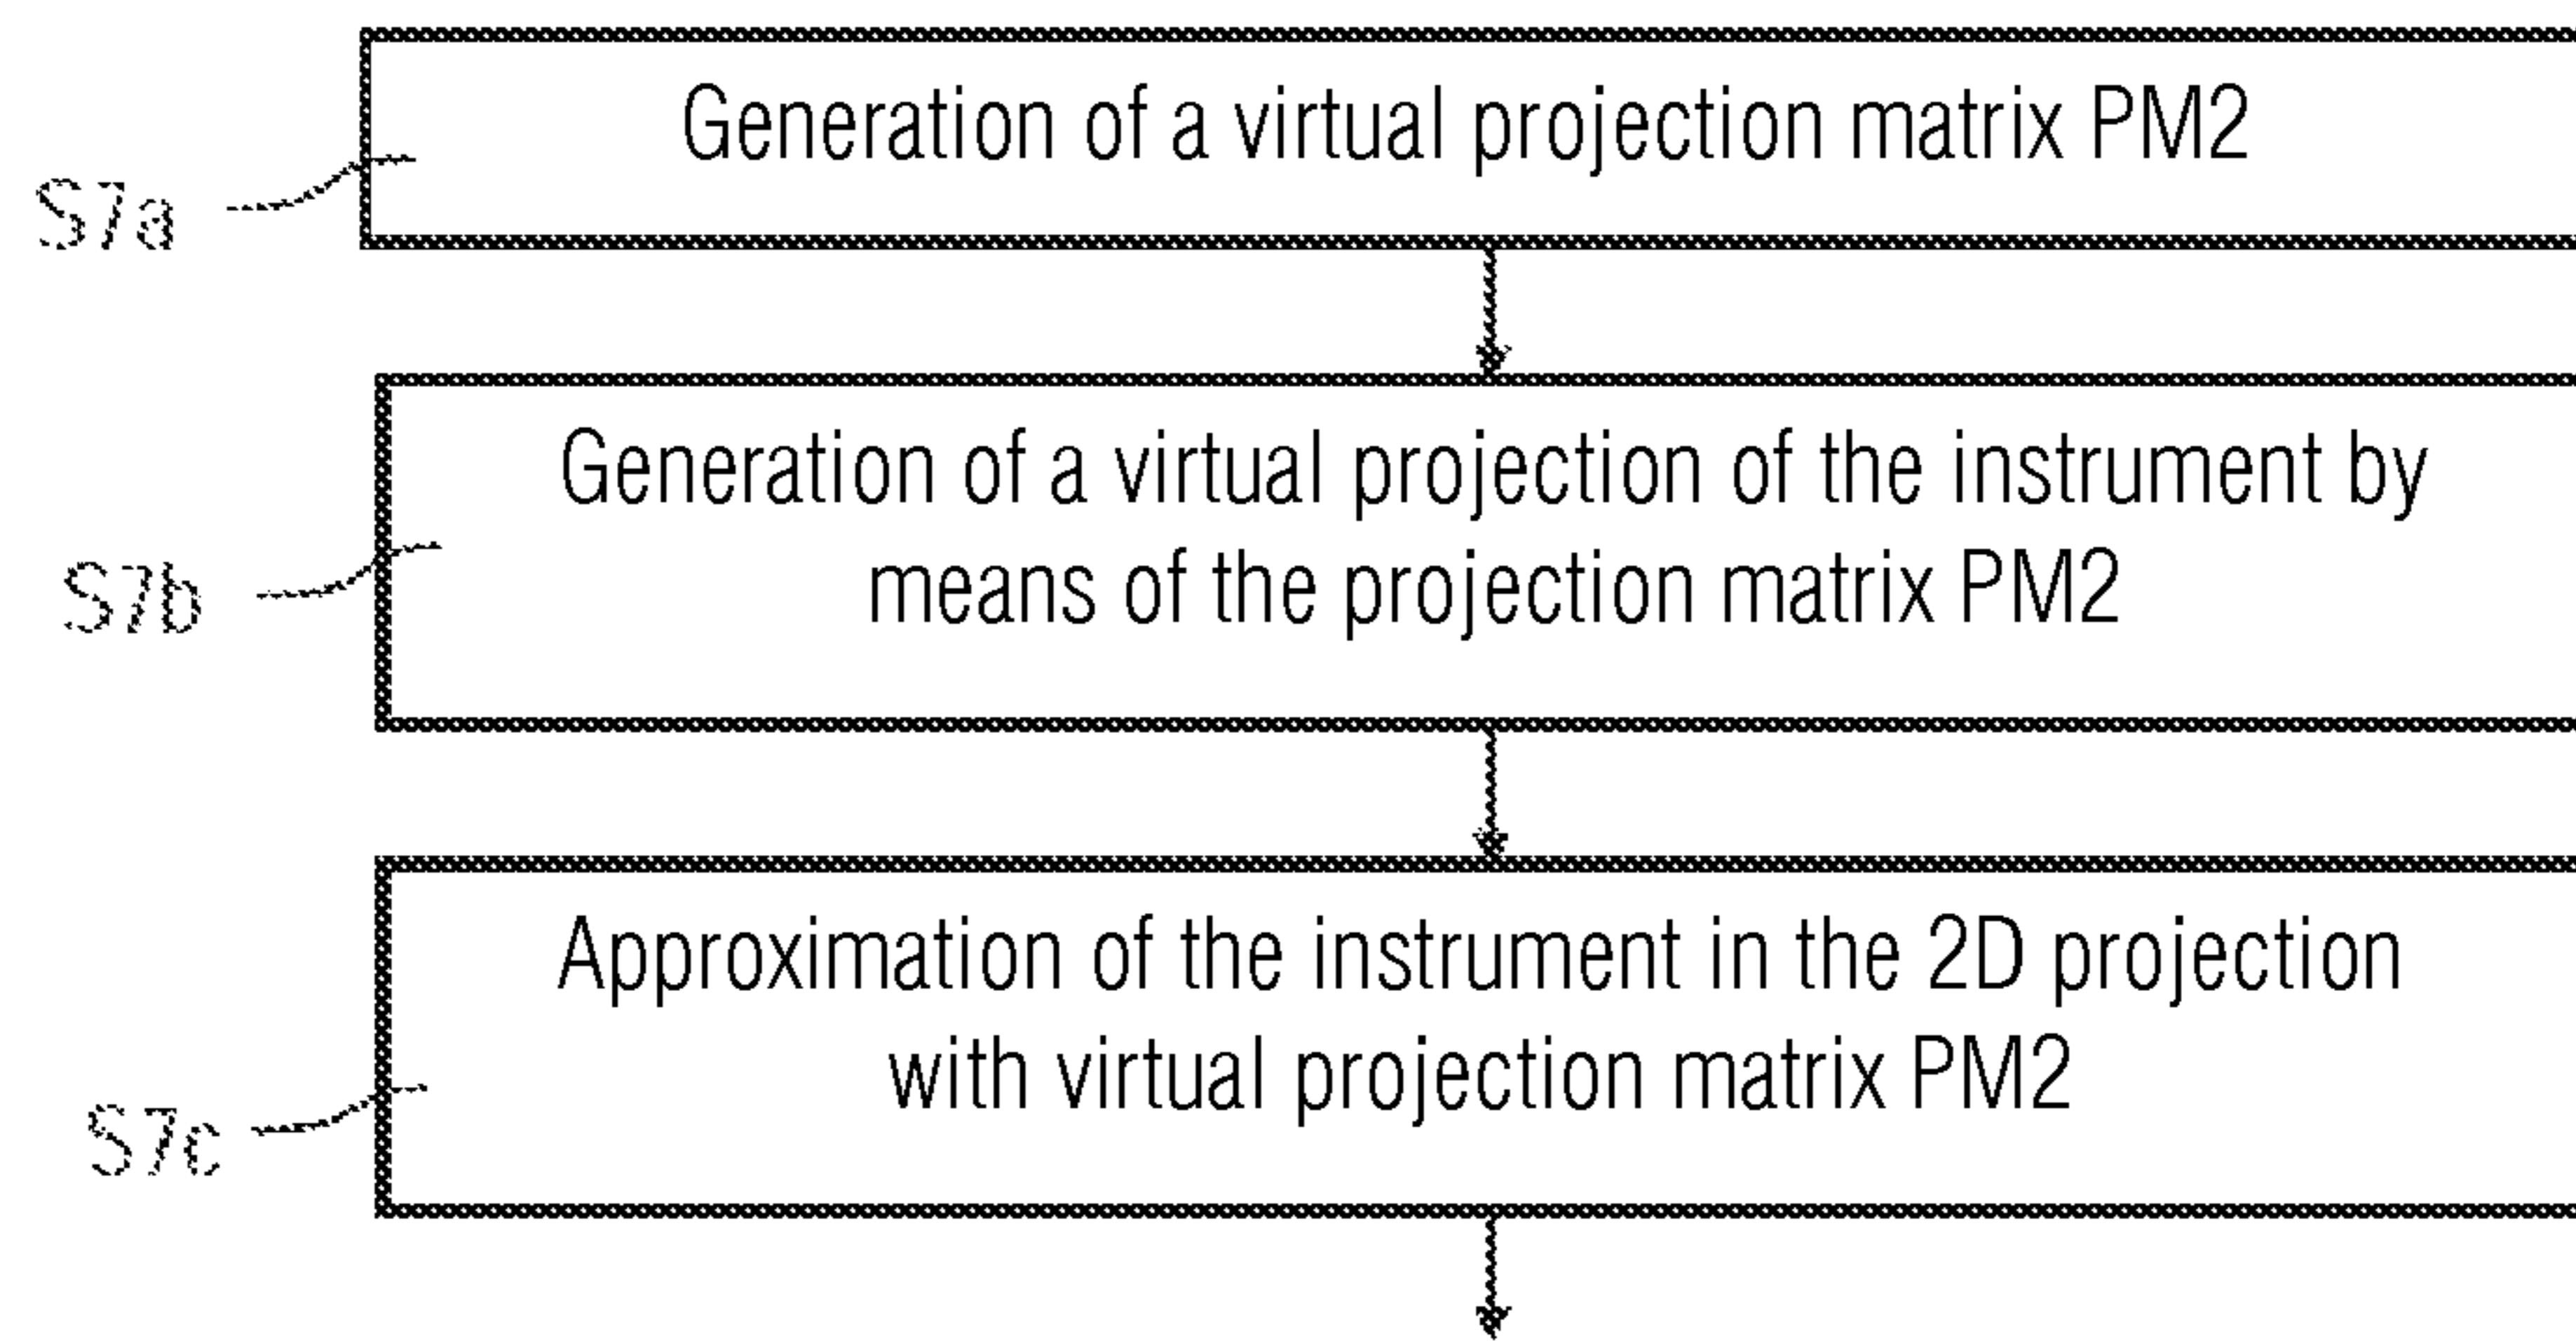 Generation of a virtual projection matrix PM2
S7a
Generation of a virtual projection of the instrument by
means of the projection matrix PM2
S7b
Approximation of the instrument in the 2D projection
with virtual projection matrix PM2
S7c